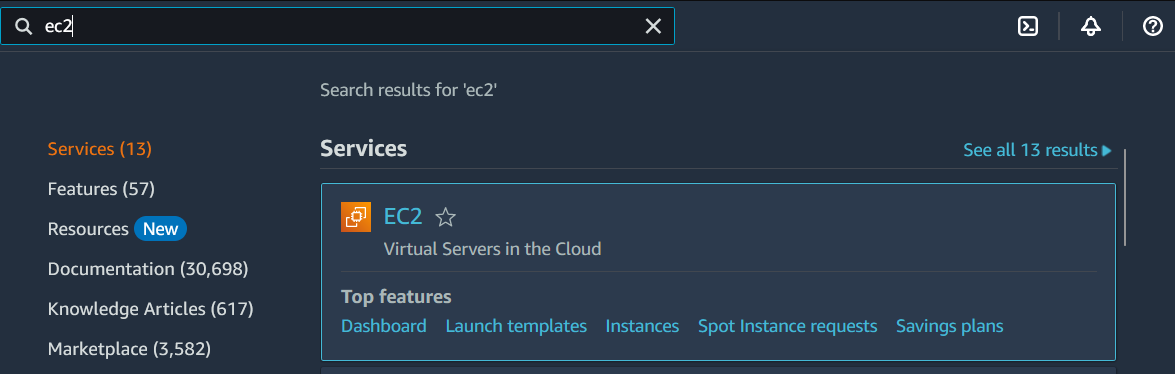 ec2
Search results for 'ec2'
Services (13)
Features (57)
Resources New
Documentation (30,698)
Knowledge Articles (617)
Marketplace (3,582)
Services
See all 13 results
EC2
Virtual Servers in the Cloud
Top features
Dashboard Launch templates Instances Spot Instance requests Savings plans